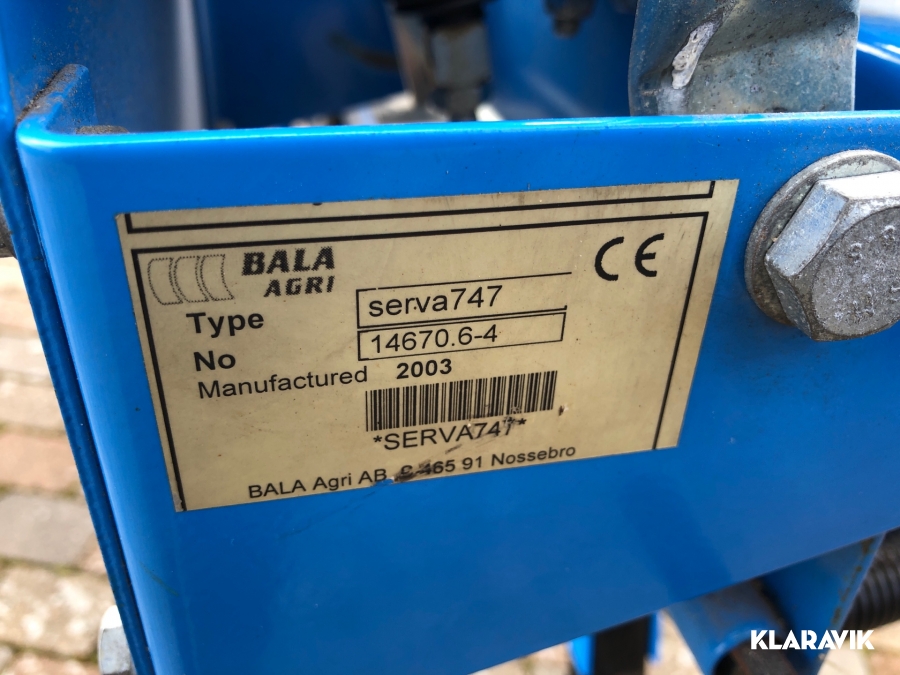 BALA
AGRI
CE
Type serva747
No 14670.6-4
Manufactured 2003
*SERVA747*
BALA Agri AB, S-465 91 Nossebro
KLARAVIK